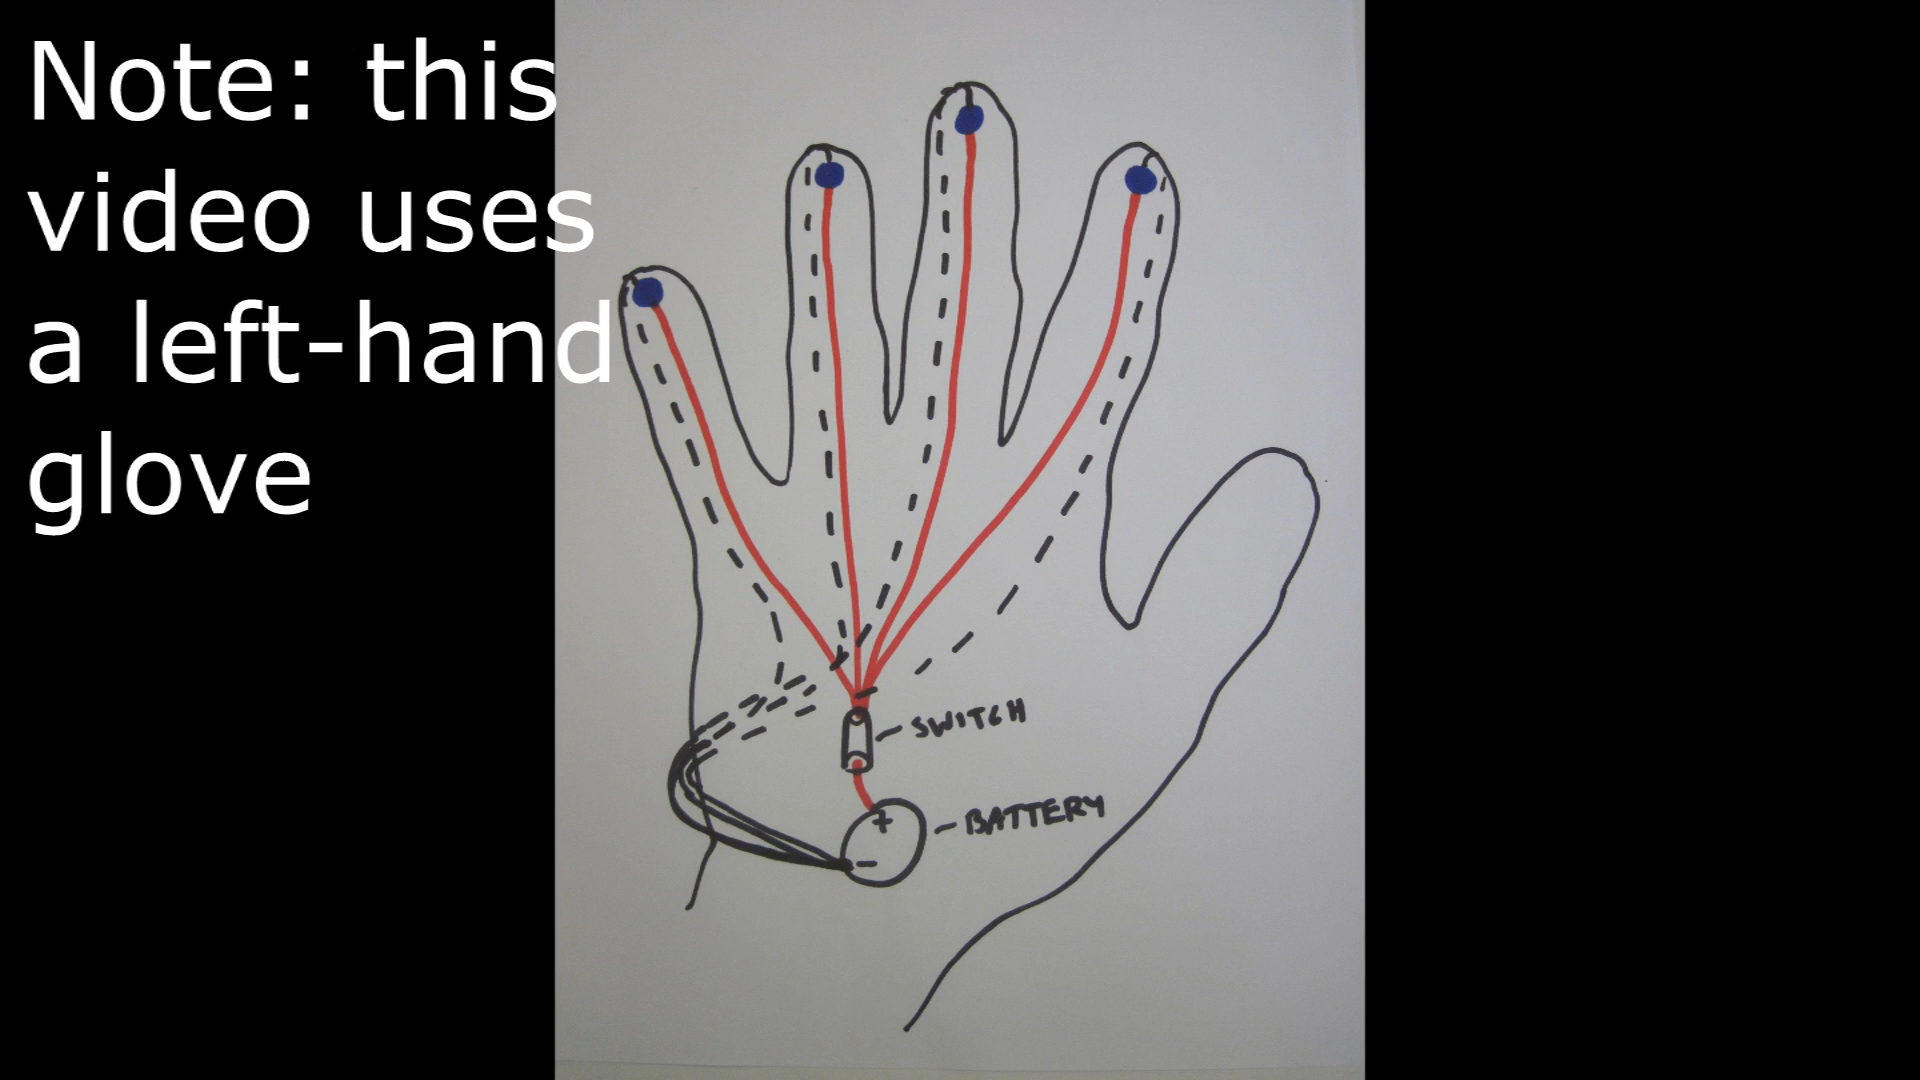 Note: this
video uses
a left-hand
glove
SWITCH
+
BATTERY
-